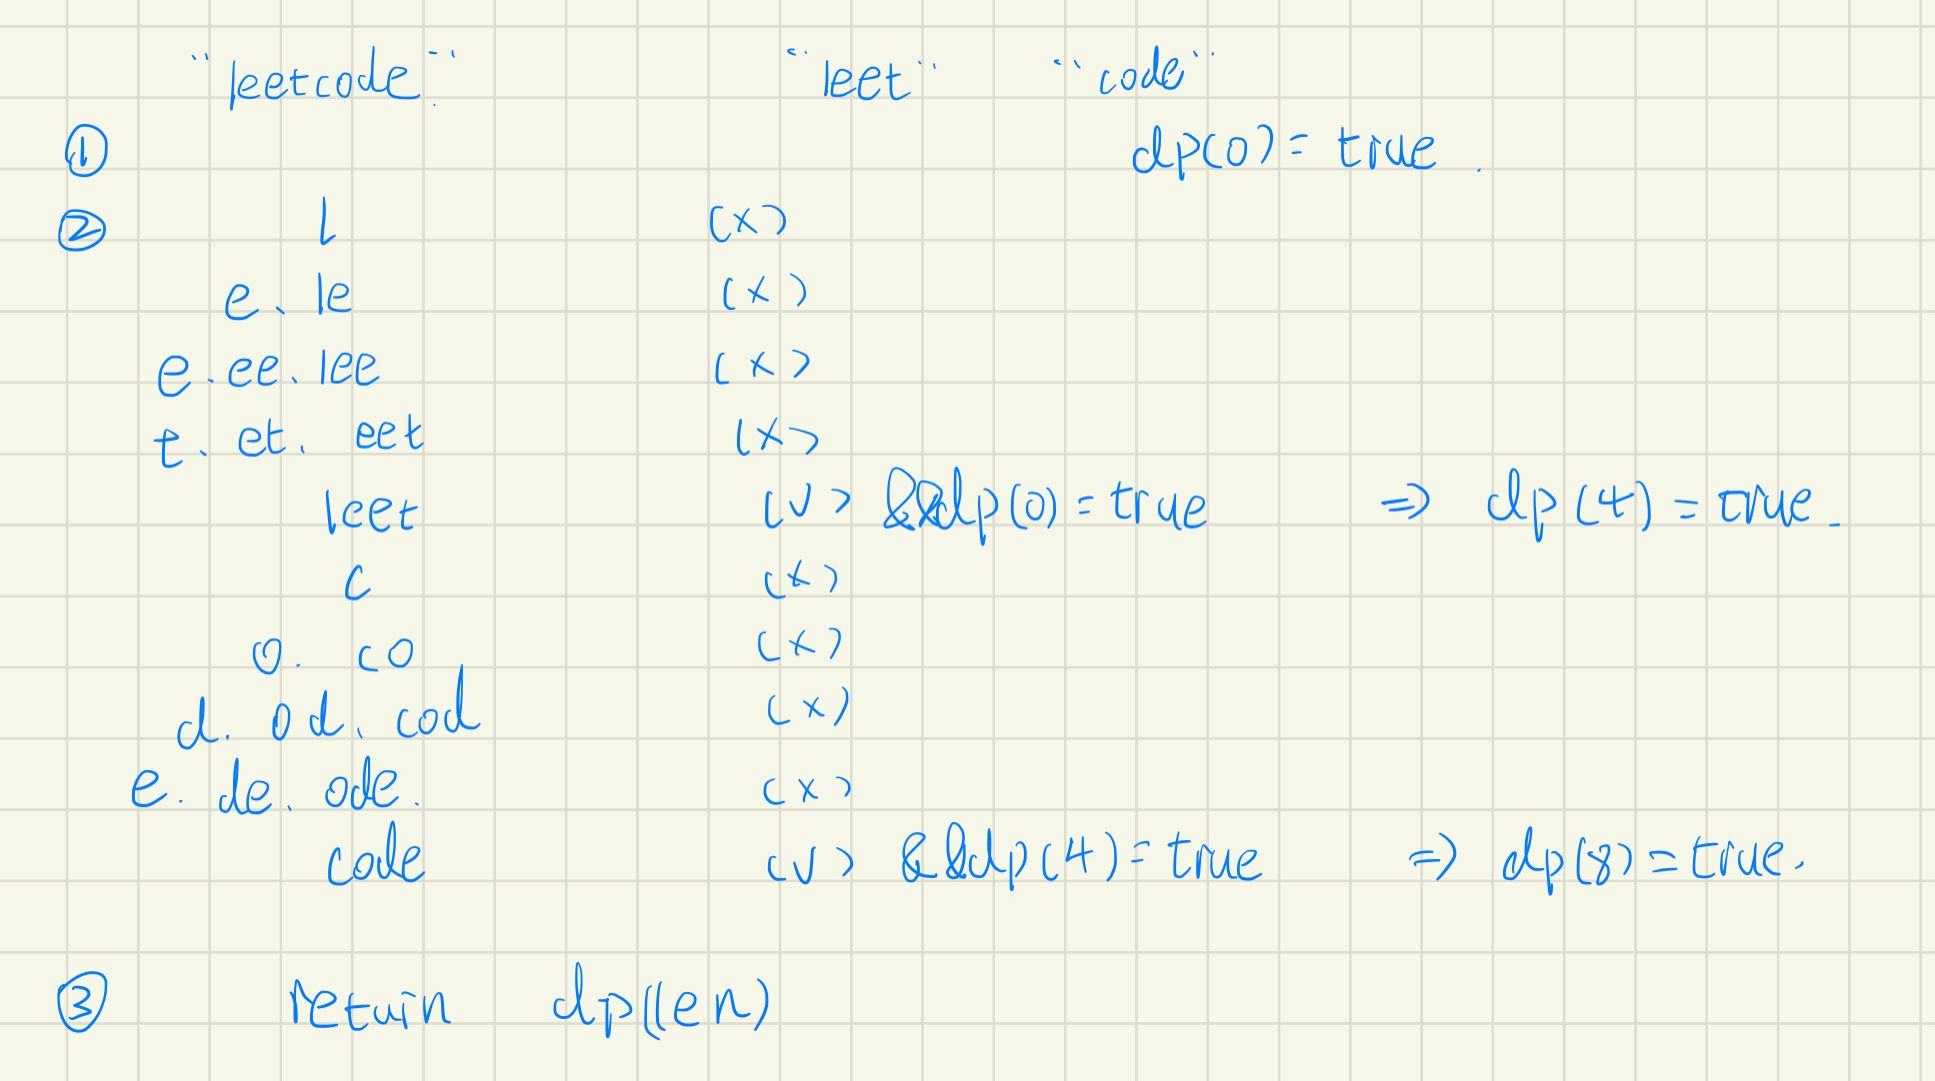 "leetcode" "leet" "code"
① dp(0) = true.
② l (x)
e、le (x)
e.ee、lee (x)
t、et. eet (x)
leet (v) &&dp(0) = true => dp(4) = true.
c (x)
o. co (x)
d. od、cod (x)
e. de、ode. (x)
code (v) &&dp(4) = true => dp(8) = true.
③ return dp(len)